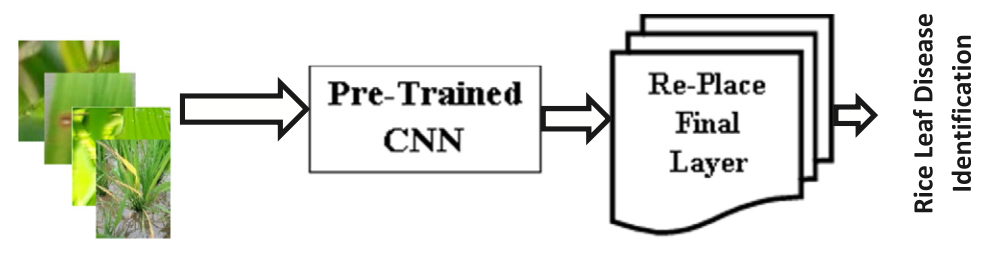 Pre-Trained
CNN
Re-Place
Final
Layer
Rice Leaf Disease
Identification